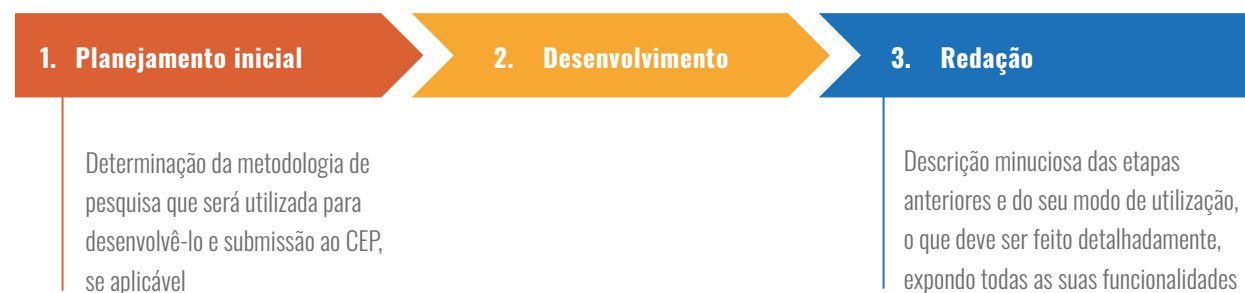 1. Planejamento inicial
2. Desenvolvimento
3. Redação
Determinação da metodologia de
pesquisa que será utilizada para
desenvolvê-lo e submissão ao CEP,
se aplicável
Descrição minuciosa das etapas
anteriores e do seu modo de utilização,
o que deve ser feito detalhadamente,
expondo todas as suas funcionalidades